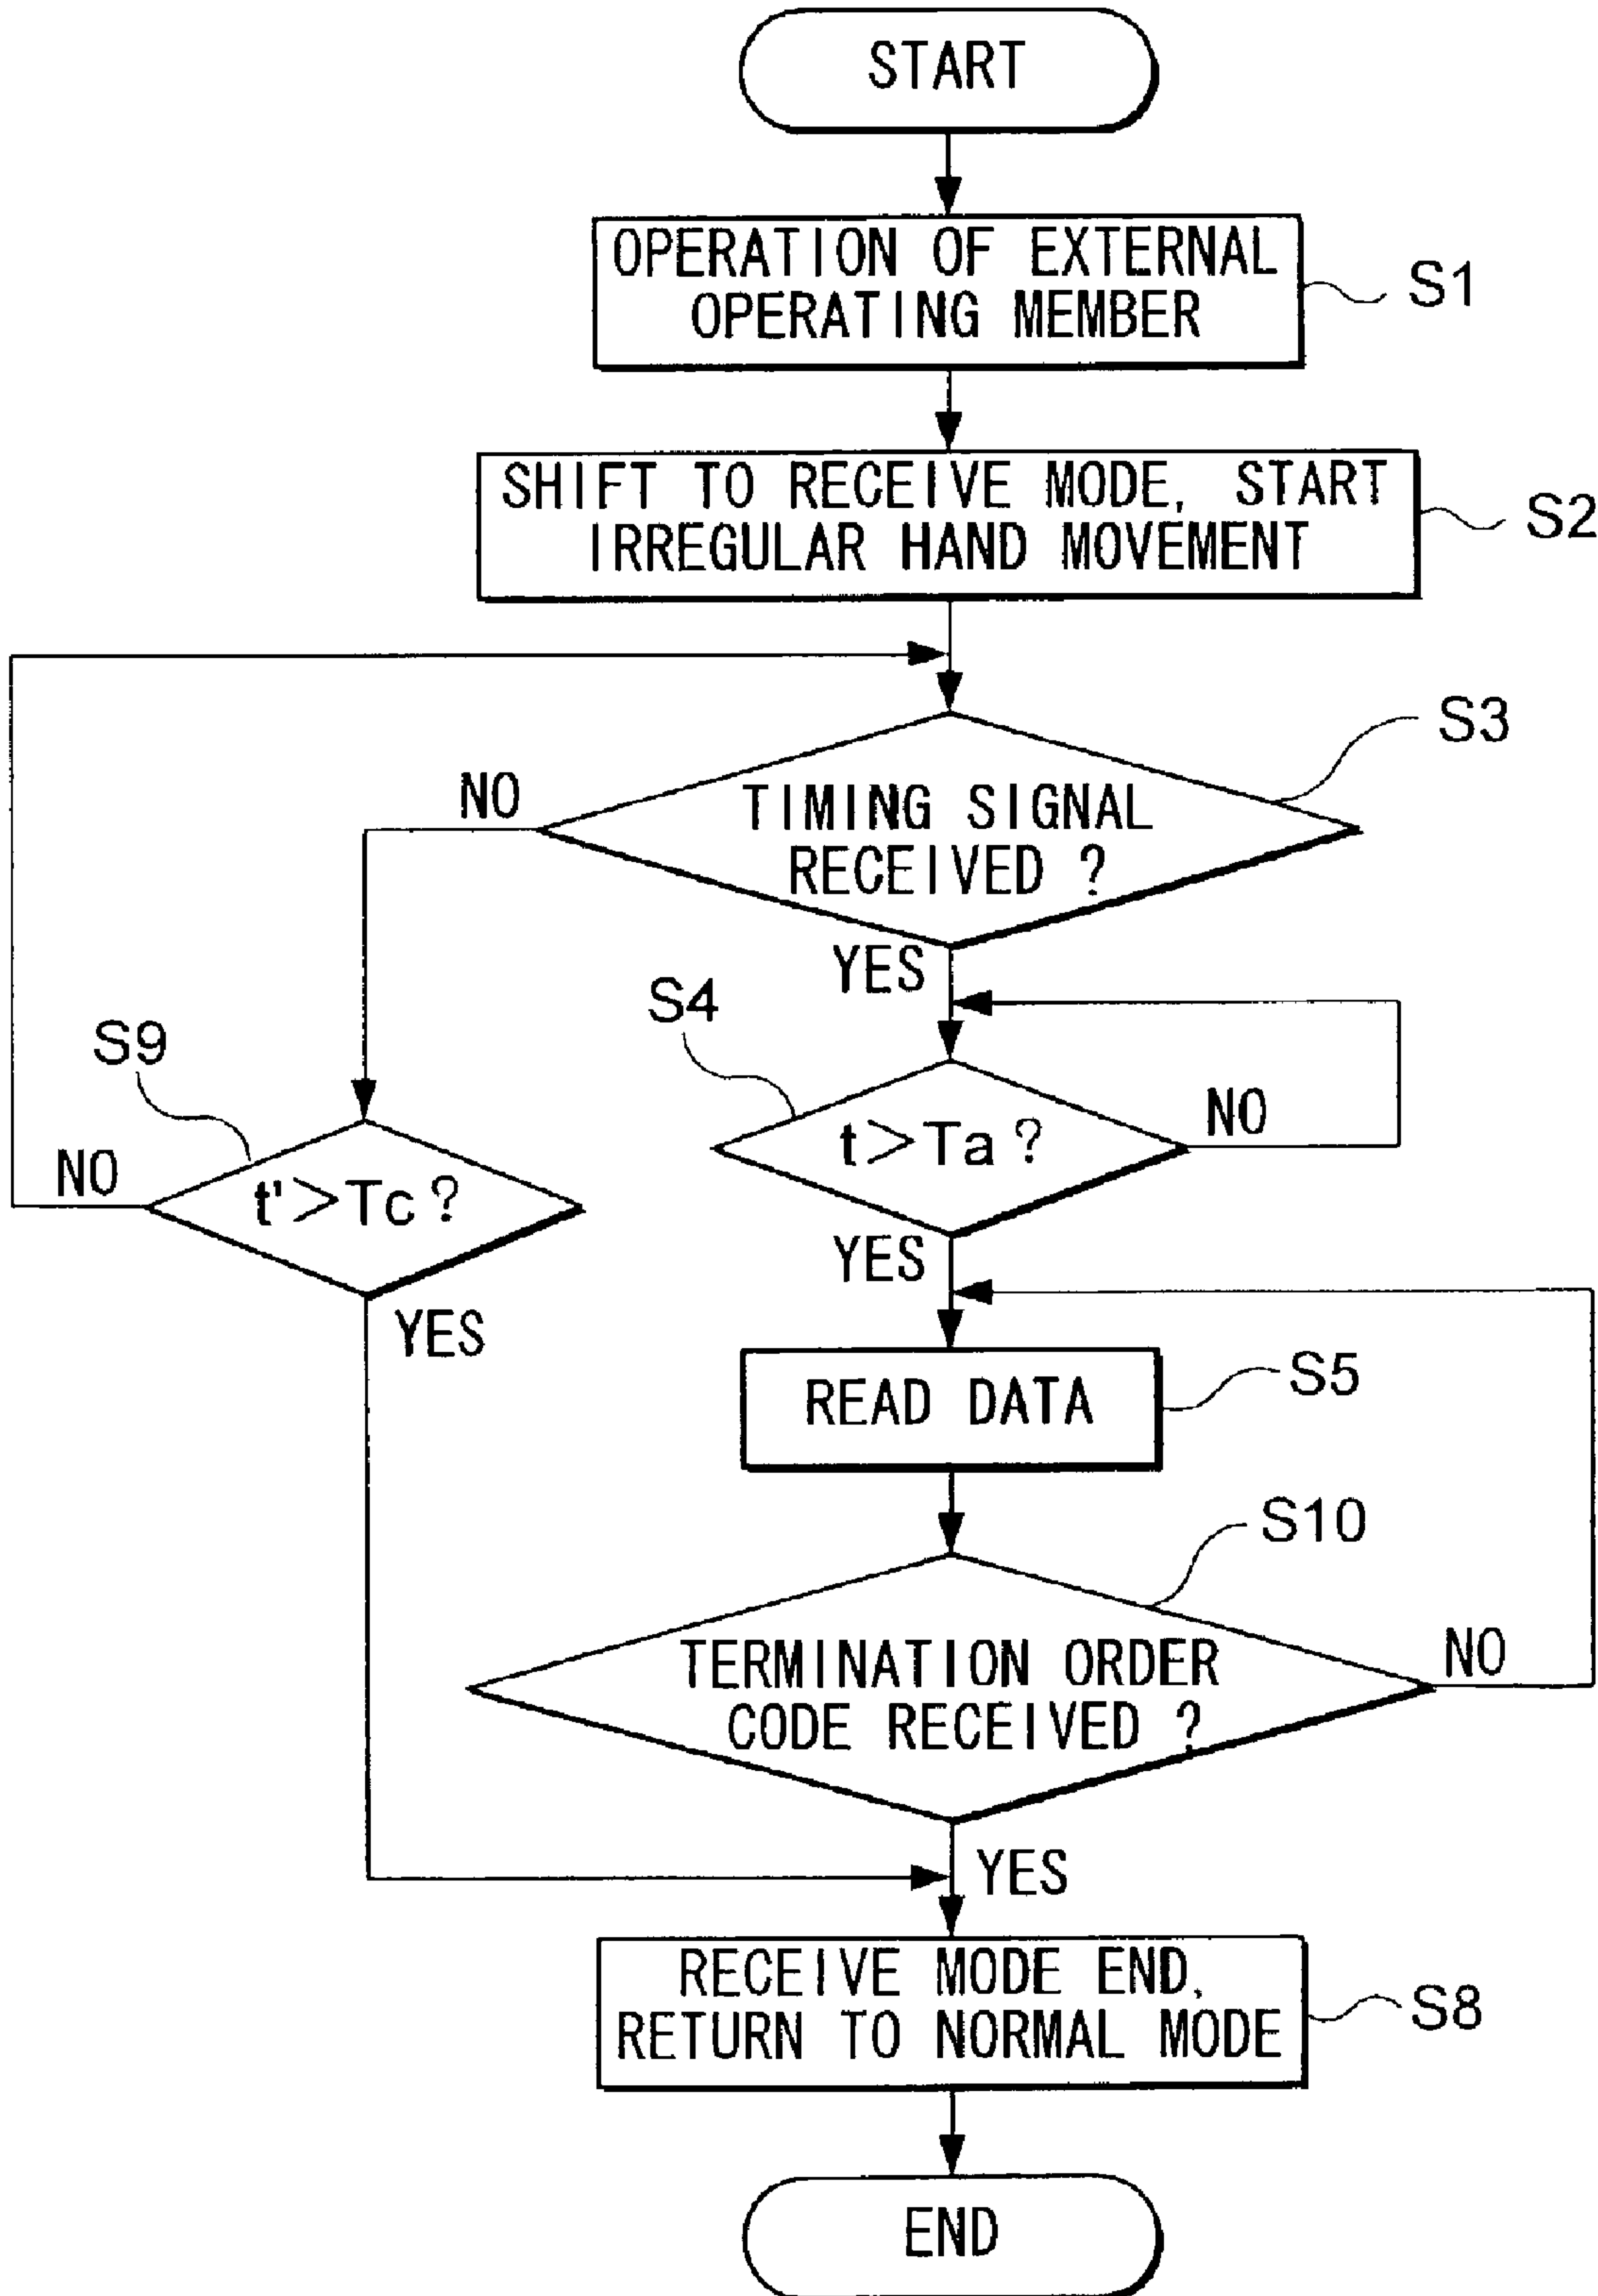 START
OPERATION OF EXTERNAL
OPERATING MEMBER
S1
SHIFT TO RECEIVE MODE, START
IRREGULAR HAND MOVEMENT
S2
S3
NO
TIMING SIGNAL
RECEIVED ?
YES
S4
S9
t>Ta ?
NO
NO
t'>Tc ?
YES
YES
READ DATA
S5
S10
TERMINATION ORDER
CODE RECEIVED ?
NO
YES
RECEIVE MODE END,
RETURN TO NORMAL MODE
S8
END